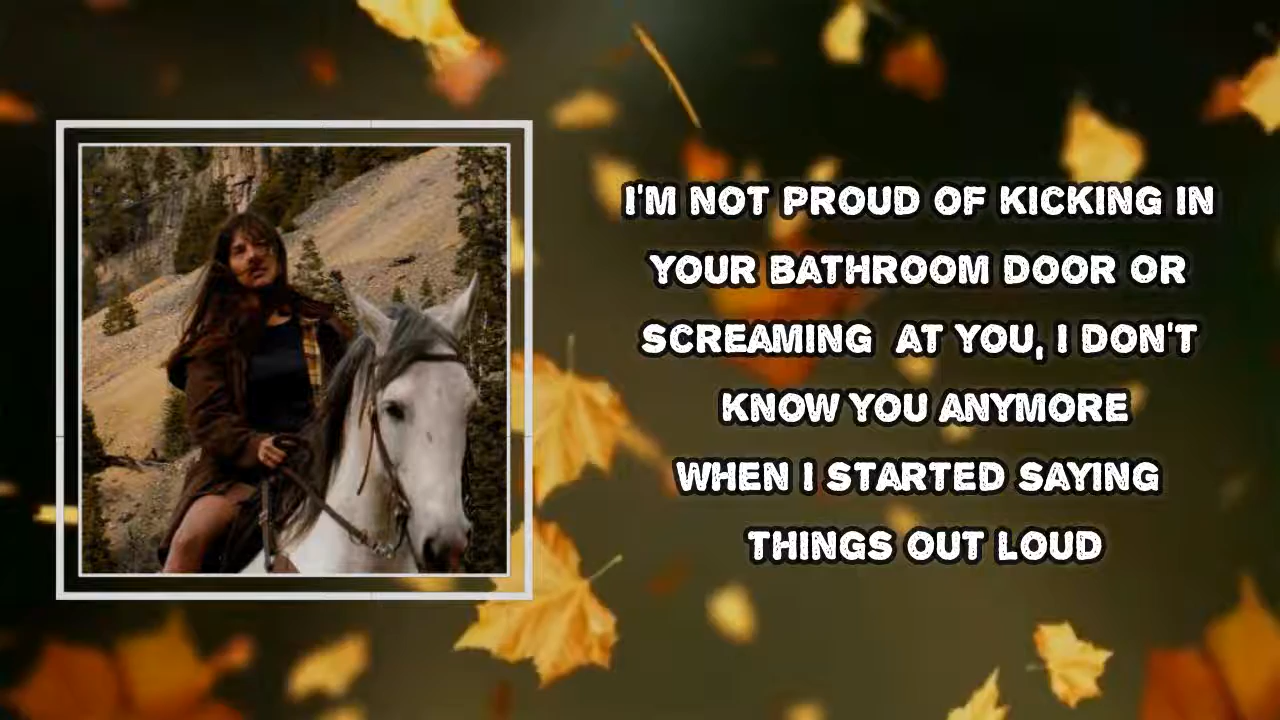 I'M NOT PROUD OF KICKING IN
YOUR BATHROOM DOOR OR
SCREAMING  AT YOU, I DON'T
KNOW YOU ANYMORE
WHEN I STARTED SAYING
THINGS OUT LOUD